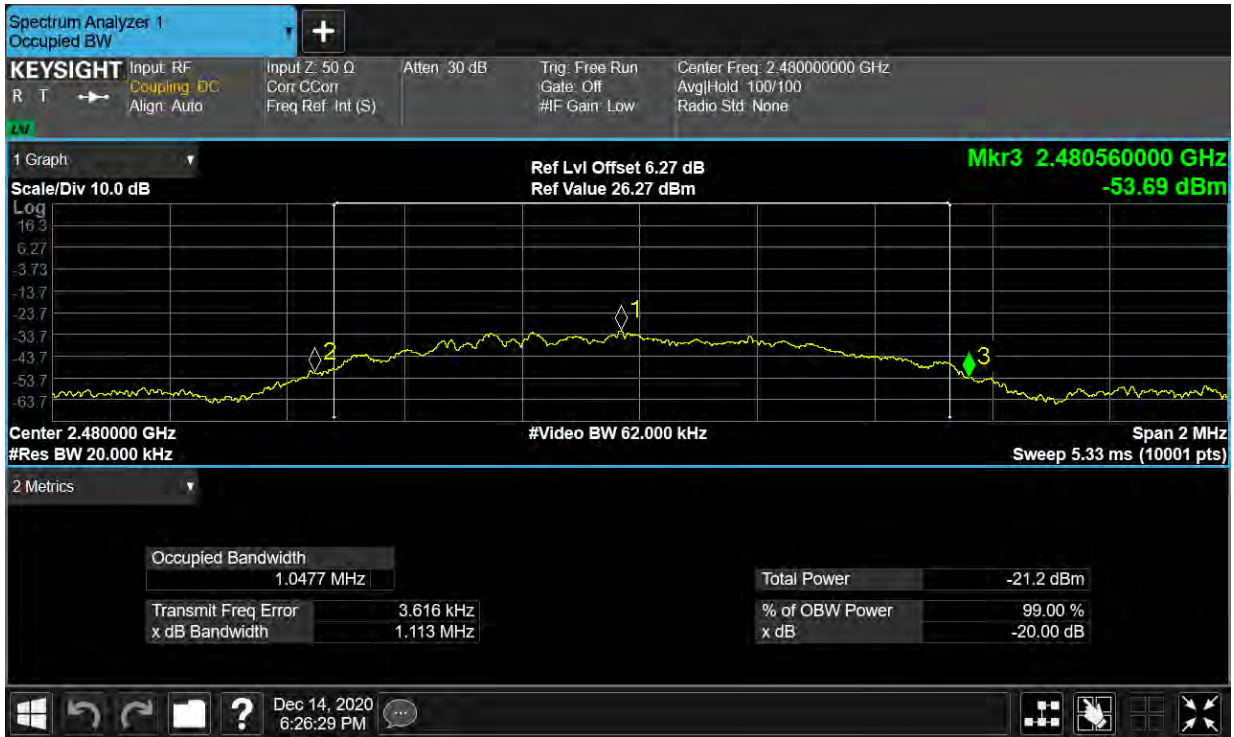 Spectrum Analyzer 1
Occupied BW
KEYSIGHT
R T
LXI
Input: RF
Coupling: DC
Align: Auto
Input Z: 50 Ω
Corr CCorr
Freq Ref: Int (S)
Atten: 30 dB
Trig: Free Run
Gate: Off
#IF Gain: Low
Center Freq: 2.480000000 GHz
Avg|Hold: 100/100
Radio Std: None
1 Graph
Scale/Div 10.0 dB
Ref Lvl Offset 6.27 dB
Ref Value 26.27 dBm
Mkr3 2.480560000 GHz
-53.69 dBm
Log
16.3
6.27
-3.73
-13.7
-23.7
-33.7
-43.7
-53.7
-63.7
1
2
3
Center 2.480000 GHz
#Video BW 62.000 kHz
Span 2 MHz
#Res BW 20.000 kHz
Sweep 5.33 ms (10001 pts)
2 Metrics
Occupied Bandwidth
1.0477 MHz
Transmit Freq Error 3.616 kHz
x dB Bandwidth 1.113 MHz
Total Power -21.2 dBm
% of OBW Power 99.00 %
x dB -20.00 dB
?
Dec 14, 2020
6:26:29 PM